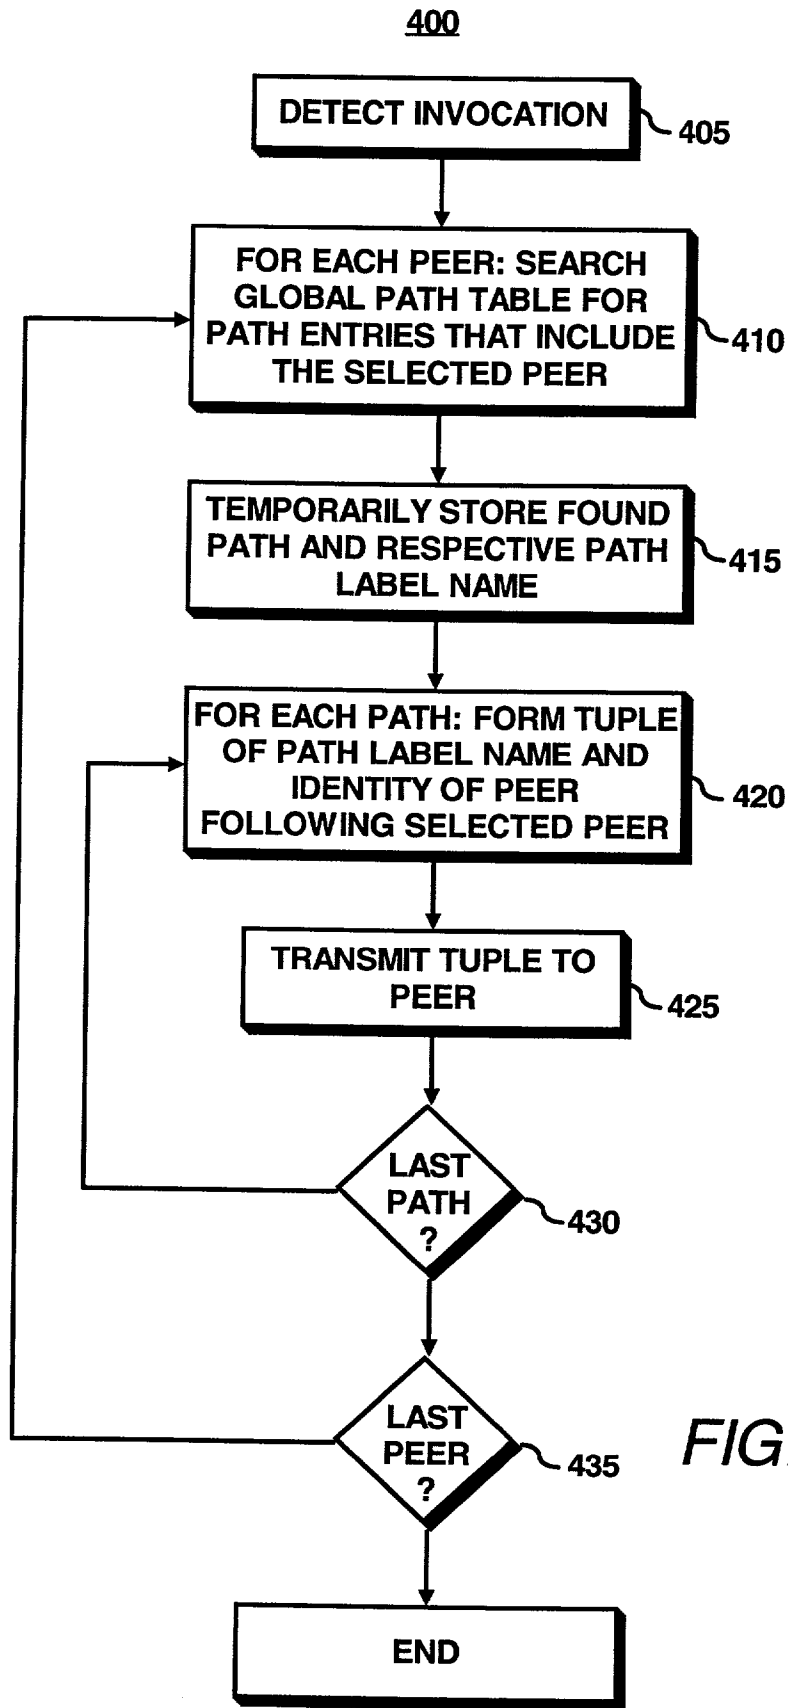 400
DETECT INVOCATION
405
FOR EACH PEER: SEARCH
GLOBAL PATH TABLE FOR
PATH ENTRIES THAT INCLUDE
THE SELECTED PEER
410
TEMPORARILY STORE FOUND
PATH AND RESPECTIVE PATH
LABEL NAME
415
FOR EACH PATH: FORM TUPLE
OF PATH LABEL NAME AND
IDENTITY OF PEER
FOLLOWING SELECTED PEER
420
TRANSMIT TUPLE TO
PEER
425
LAST
PATH
?
430
LAST
PEER
?
435
FIG.
END